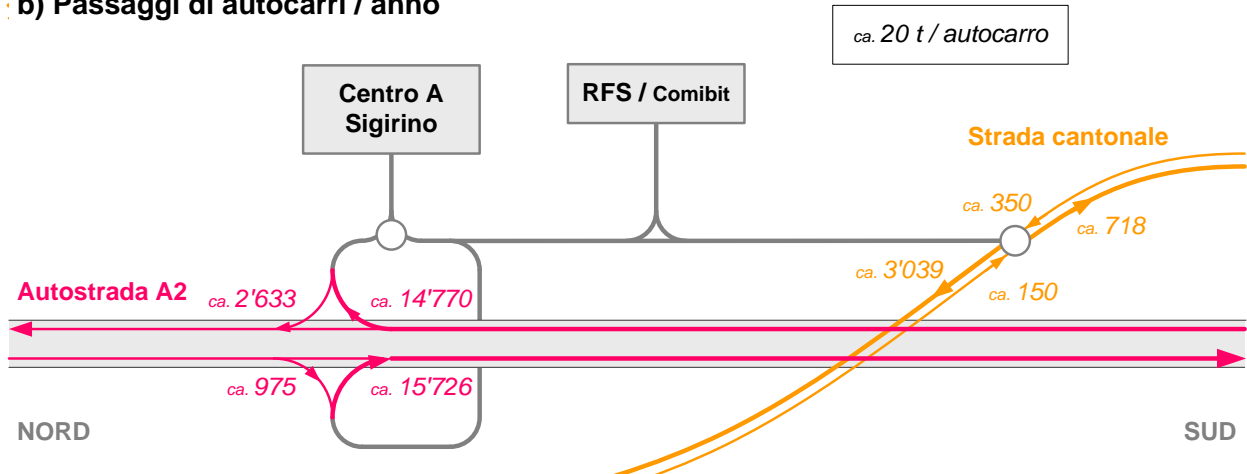 b) Passaggi di autocarri / anno
ca. 20 t / autocarro
Centro A
Sigirino
RFS / Comibit
Strada cantonale
ca. 350
ca. 718
ca. 3'039
ca. 150
Autostrada A2
ca. 2'633
ca. 14'770
ca. 975
ca. 15'726
NORD
SUD